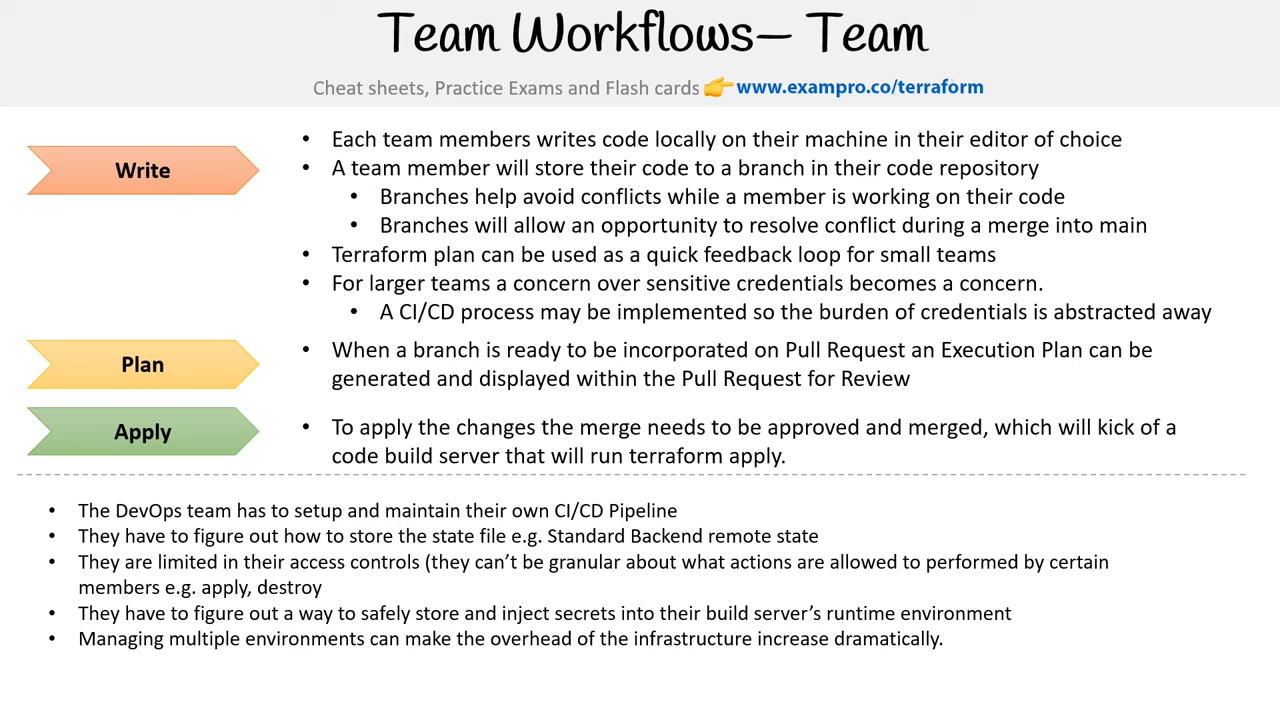 Team Workflows— Team
Cheat sheets, Practice Exams and Flash cards 👉 www.exampro.co/terraform
Write
• Each team members writes code locally on their machine in their editor of choice
• A team member will store their code to a branch in their code repository
• Branches help avoid conflicts while a member is working on their code
• Branches will allow an opportunity to resolve conflict during a merge into main
• Terraform plan can be used as a quick feedback loop for small teams
• For larger teams a concern over sensitive credentials becomes a concern.
• A CI/CD process may be implemented so the burden of credentials is abstracted away
Plan
• When a branch is ready to be incorporated on Pull Request an Execution Plan can be
generated and displayed within the Pull Request for Review
Apply
• To apply the changes the merge needs to be approved and merged, which will kick of a
code build server that will run terraform apply.
• The DevOps team has to setup and maintain their own CI/CD Pipeline
• They have to figure out how to store the state file e.g. Standard Backend remote state
• They are limited in their access controls (they can’t be granular about what actions are allowed to performed by certain
members e.g. apply, destroy
• They have to figure out a way to safely store and inject secrets into their build server’s runtime environment
• Managing multiple environments can make the overhead of the infrastructure increase dramatically.